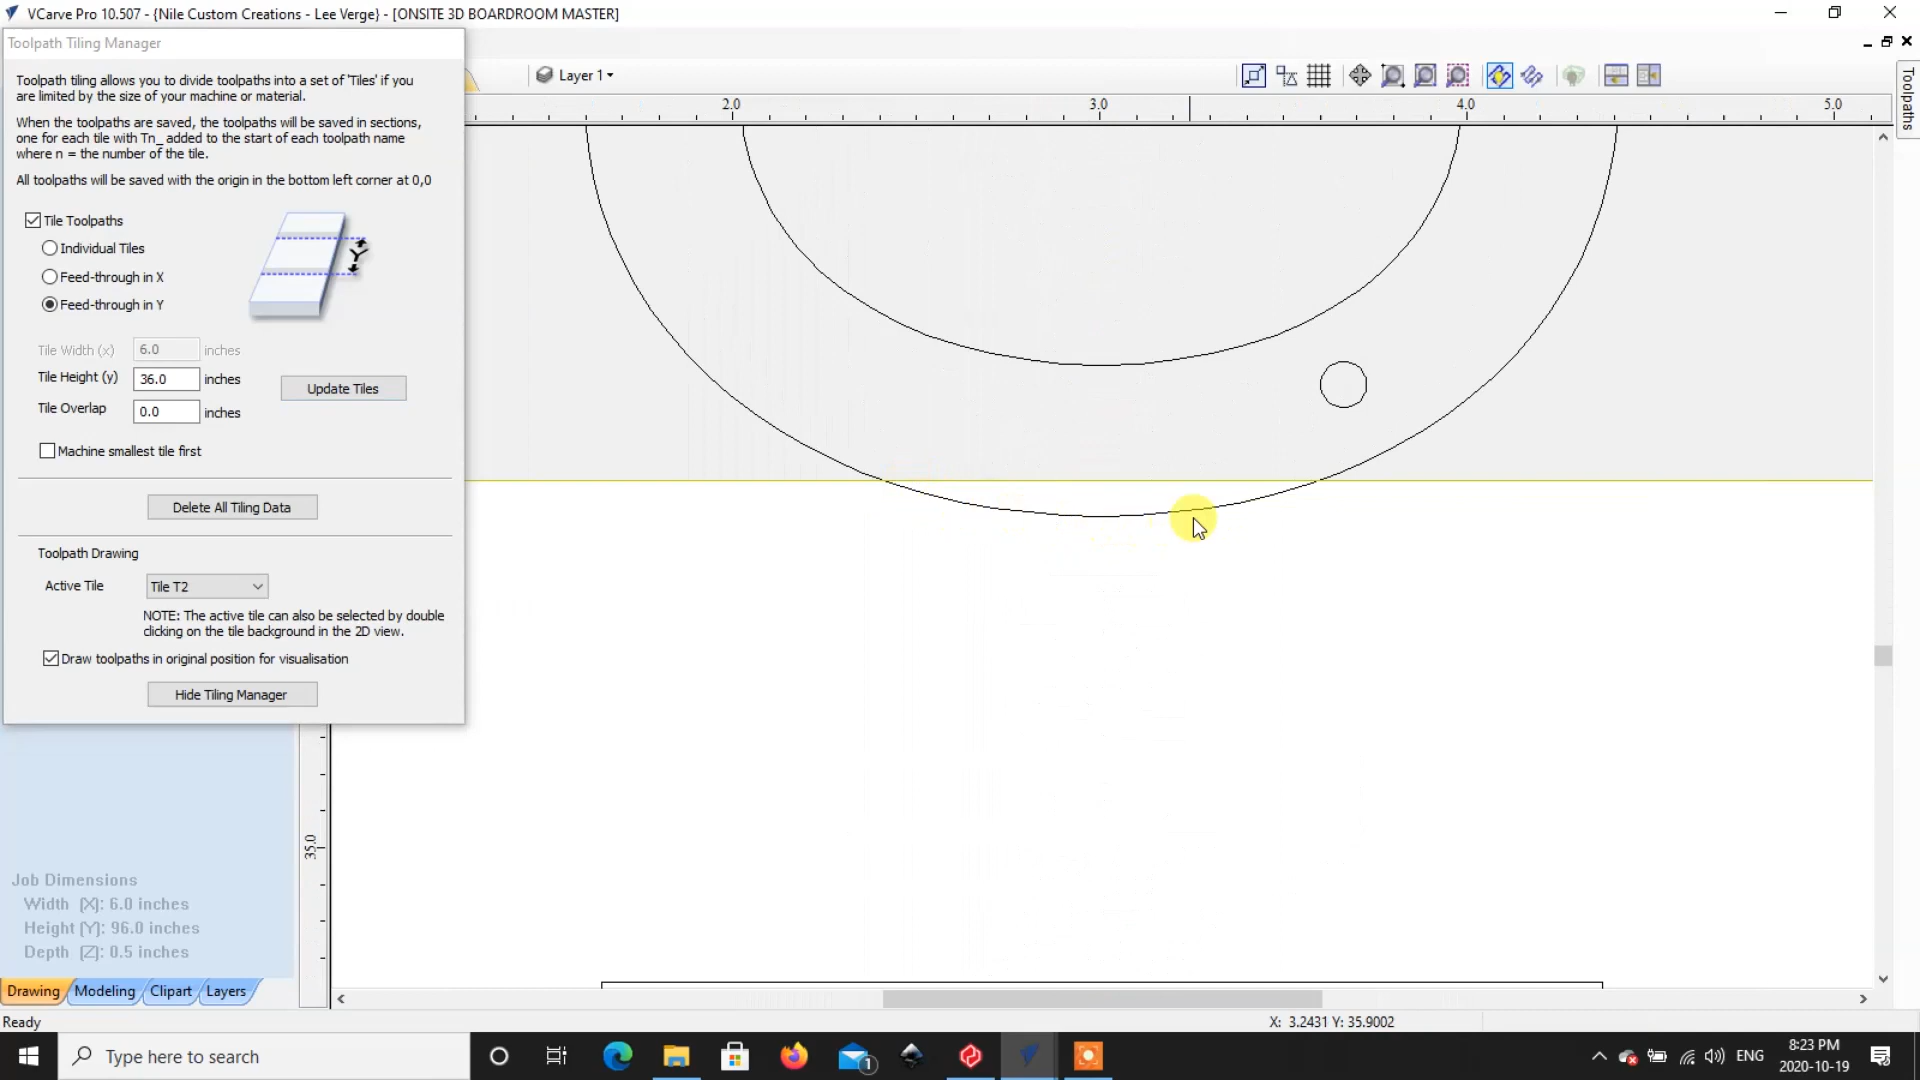 VCarve Pro 10.507 - {Nile Custom Creations - Lee Verge} - [ONSITE 3D BOARDROOM MASTER]
Toolpath Tiling Manager
Toolpath tiling allows you to divide toolpaths into a set of 'Tiles' if you
are limited by the size of your machine or material.
When the toolpaths are saved, the toolpaths will be saved in sections,
one for each tile with Tn_ added to the start of each toolpath name
where n = the number of the tile.
All toolpaths will be saved with the origin in the bottom left corner at 0,0
Tile Toolpaths
Individual Tiles
Feed-through in X
Feed-through in Y
Y
Tile Width (x) 6.0 inches
Tile Height (y) 36.0 inches
Update Tiles
Tile Overlap 0.0 inches
Machine smallest tile first
Delete All Tiling Data
Toolpath Drawing
Active Tile Tile T2
NOTE: The active tile can also be selected by double
clicking on the tile background in the 2D view.
Draw toolpaths in original position for visualisation
Hide Tiling Manager
Layer 1
2.0 3.0 4.0 5.0
Toolpaths
35.0
Job Dimensions
Width (X): 6.0 inches
Height (Y): 96.0 inches
Depth (Z): 0.5 inches
Drawing Modeling Clipart Layers
Ready
X: 3.2431 Y: 35.9002
Type here to search
1
ENG
8:23 PM
2020-10-19